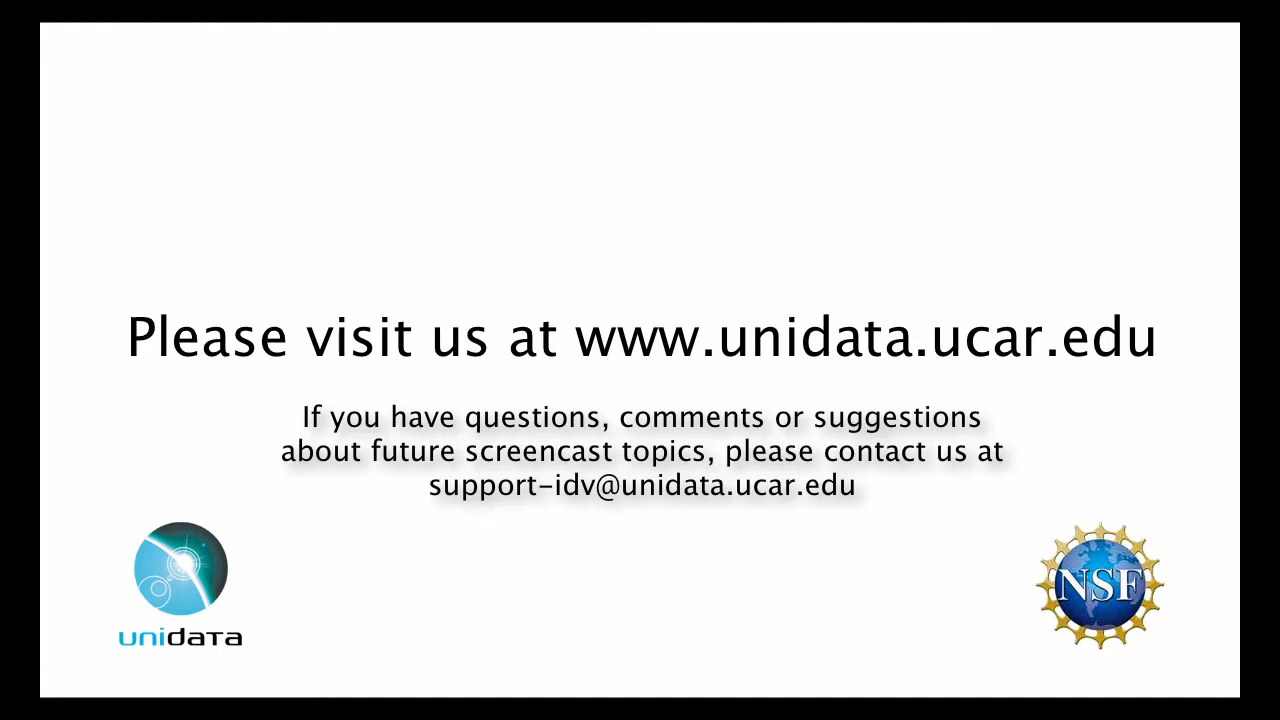 Please visit us at www.unidata.ucar.edu
If you have questions, comments or suggestions
about future screencast topics, please contact us at
support-idv@unidata.ucar.edu
unidata
NSF